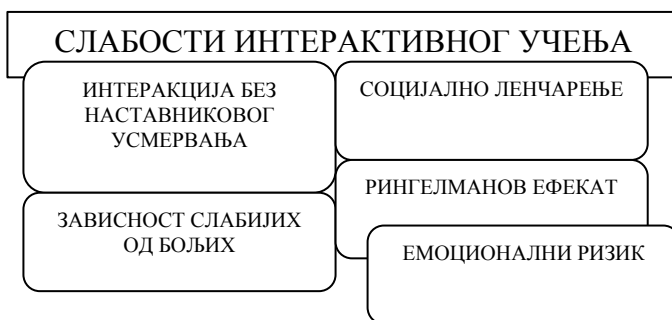 СЛАБОСТИ ИНТЕРАКТИВНОГ УЧЕЊА
ИНТЕРАКЦИЈА БЕЗ
НАСТАВНИКОВОГ
УСМЕРВАЊА
СОЦИЈАЛНО ЛЕНЧАРЕЊЕ
РИНГЕЛМАНОВ ЕФЕКАТ
ЗАВИСНОСТ СЛАБИЈИХ
ОД БОЉИХ
ЕМОЦИОНАЛНИ РИЗИК